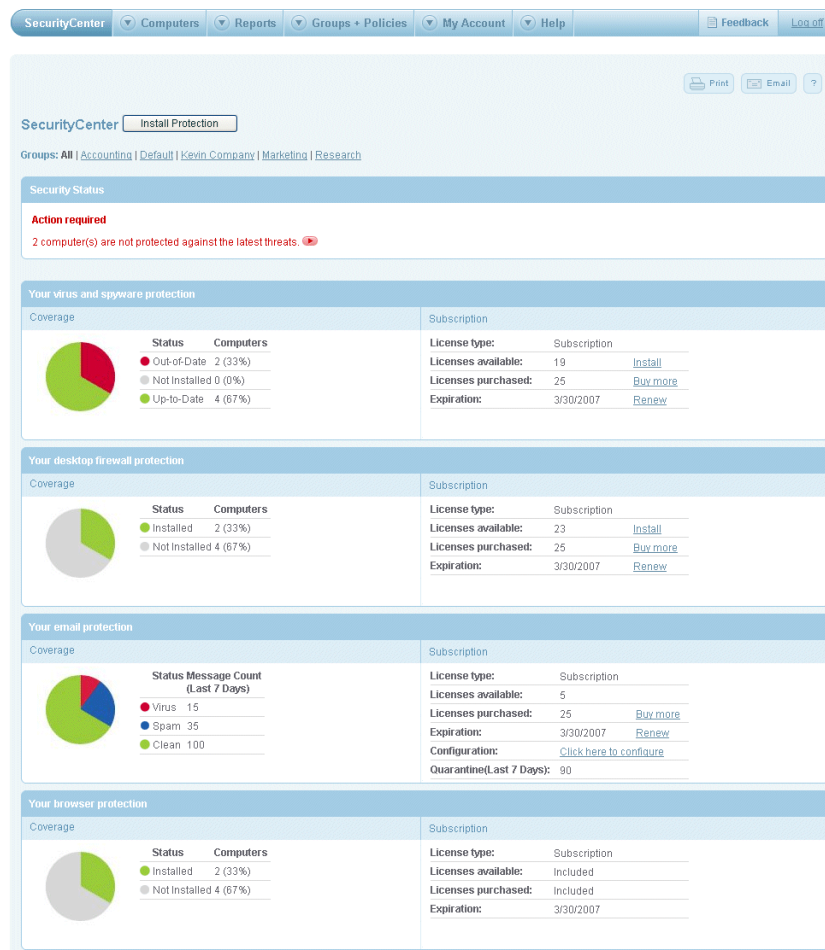 SecurityCenter Computers Reports Groups + Policies My Account Help Feedback Log off
Print Email ?
SecurityCenter Install Protection
Groups: All | Accounting | Default | Kevin Company | Marketing | Research
Security Status
Action required
2 computer(s) are not protected against the latest threats.
Your virus and spyware protection
Coverage
Status Computers
Out-of-Date 2 (33%)
Not Installed 0 (0%)
Up-to-Date 4 (67%)
Subscription
License type: Subscription
Licenses available: 19 Install
Licenses purchased: 25 Buy more
Expiration: 3/30/2007 Renew
Your desktop firewall protection
Coverage
Status Computers
Installed 2 (33%)
Not Installed 4 (67%)
Subscription
License type: Subscription
Licenses available: 23 Install
Licenses purchased: 25 Buy more
Expiration: 3/30/2007 Renew
Your email protection
Coverage
Status Message Count
(Last 7 Days)
Virus 15
Spam 35
Clean 100
Subscription
License type: Subscription
Licenses available: 5
Licenses purchased: 25 Buy more
Expiration: 3/30/2007 Renew
Configuration: Click here to configure
Quarantine(Last 7 Days): 90
Your browser protection
Coverage
Status Computers
Installed 2 (33%)
Not Installed 4 (67%)
Subscription
License type: Subscription
Licenses available: Included
Licenses purchased: Included
Expiration: 3/30/2007